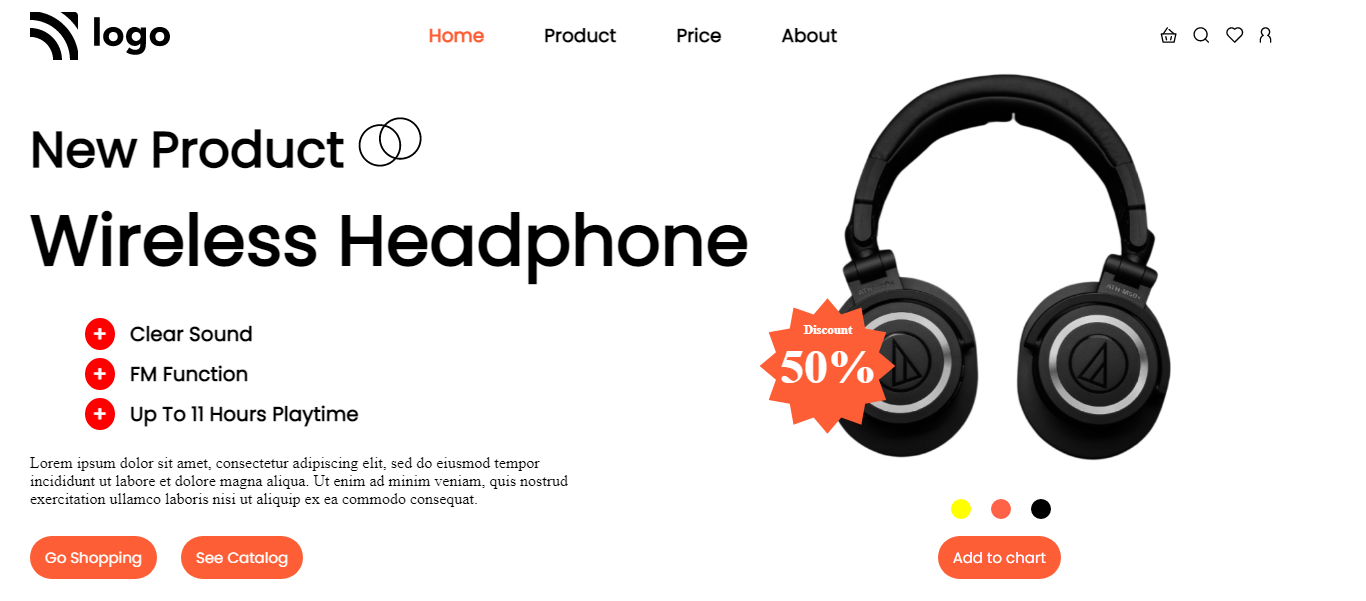 logo
Home Product Price About
New Product
Wireless Headphone
+ Clear Sound
+ FM Function
+ Up To 11 Hours Playtime
Discount
50%
Lorem ipsum dolor sit amet, consectetur adipiscing elit, sed do eiusmod tempor
incididunt ut labore et dolore magna aliqua. Ut enim ad minim veniam, quis nostrud
exercitation ullamco laboris nisi ut aliquip ex ea commodo consequat.
Go Shopping See Catalog
Add to chart